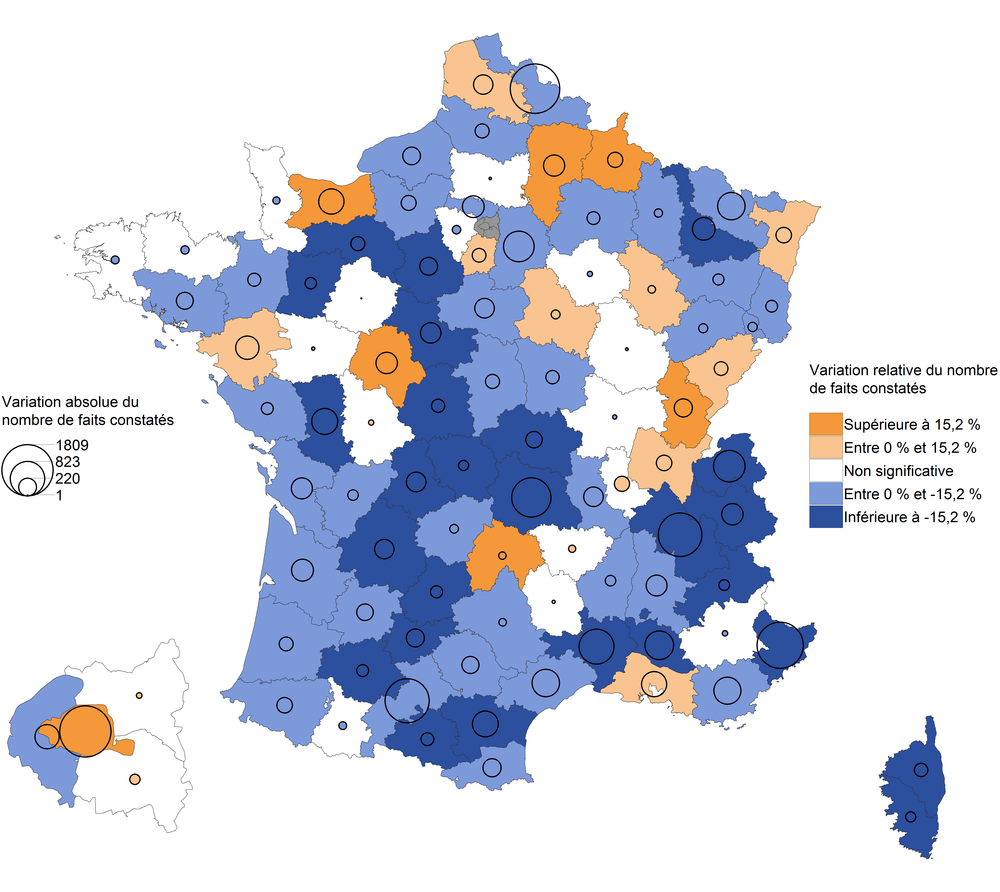 Variation absolue du
nombre de faits constatés
1809
823
220
1
Variation relative du nombre
de faits constatés
Supérieure à 15,2 %
Entre 0 % et 15,2 %
Non significative
Entre 0 % et -15,2 %
Inférieure à -15,2 %